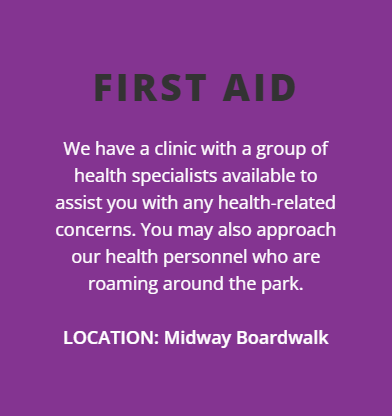 FIRST AID
We have a clinic with a group of
health specialists available to
assist you with any health-related
concerns. You may also approach
our health personnel who are
roaming around the park.
LOCATION: Midway Boardwalk